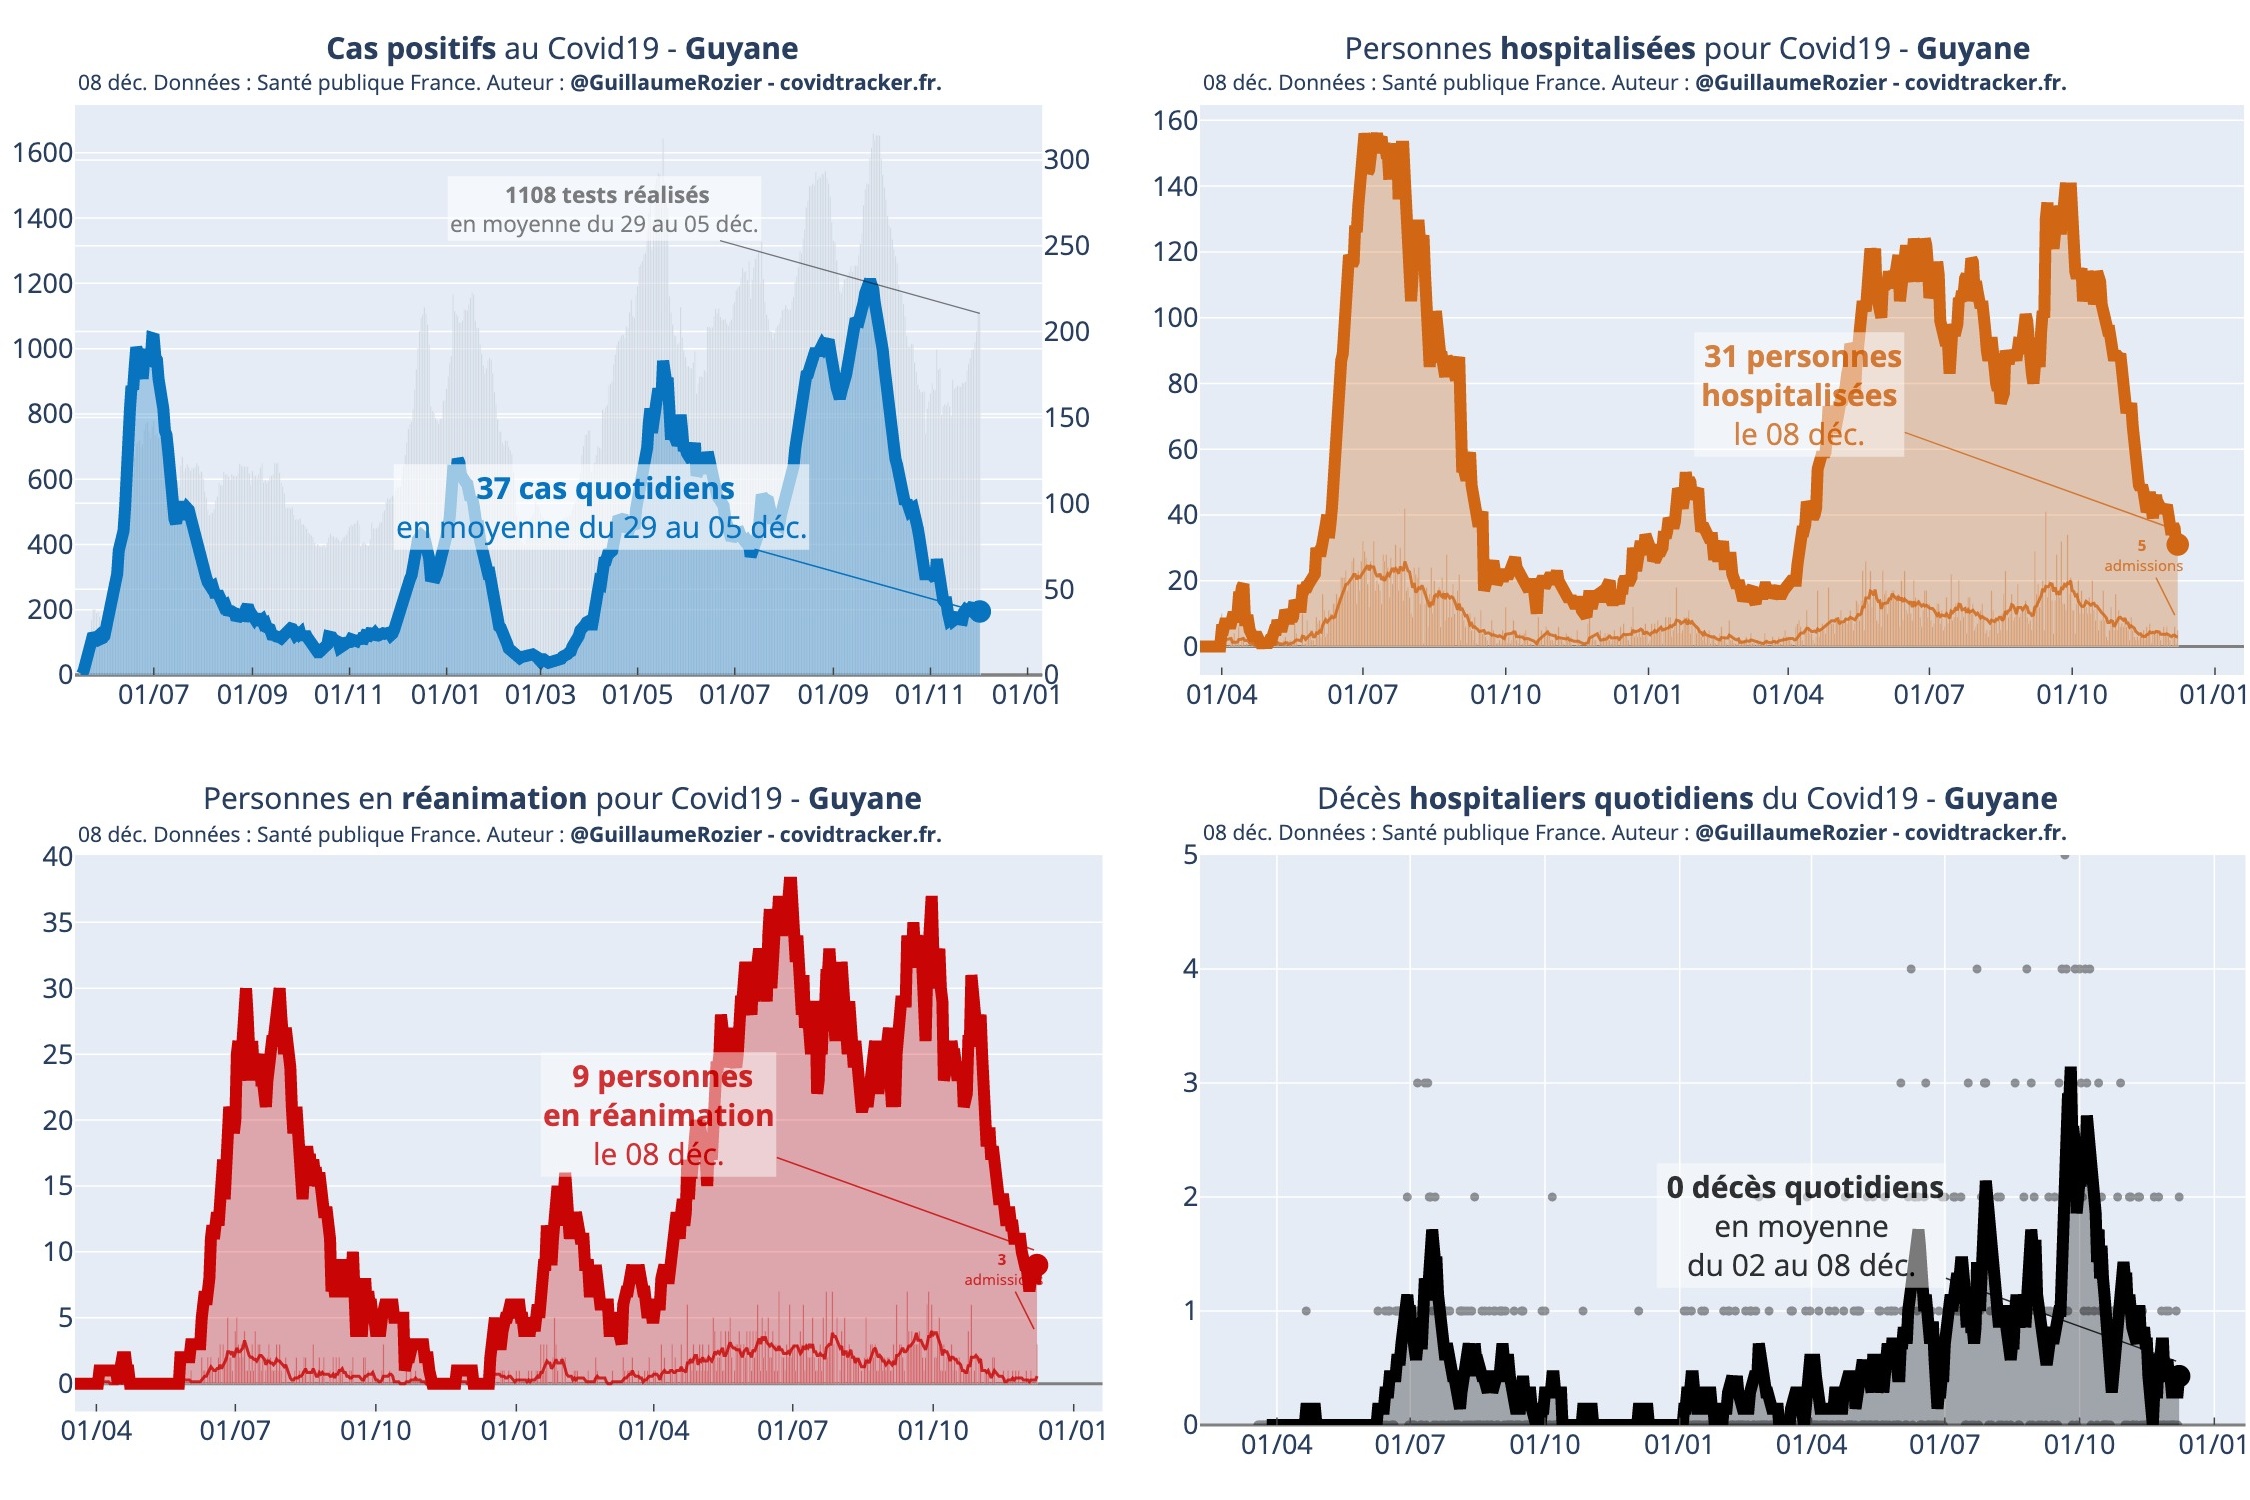 Cas positifs au Covid19 - Guyane
08 déc. Données : Santé publique France. Auteur : @GuillaumeRozier - covidtracker.fr.
1600
1400
1200
1000
800
600
400
200
0
300
250
200
150
100
50
0
1108 tests réalisés
en moyenne du 29 au 05 déc.
37 cas quotidiens
en moyenne du 29 au 05 déc.
01/07 01/09 01/11 01/01 01/03 01/05 01/07 01/09 01/11 01/01
Personnes hospitalisées pour Covid19 - Guyane
08 déc. Données : Santé publique France. Auteur : @GuillaumeRozier - covidtracker.fr.
160
140
120
100
80
60
40
20
0
31 personnes
hospitalisées
le 08 déc.
5
admissions
01/04 01/07 01/10 01/01 01/04 01/07 01/10 01/01
Personnes en réanimation pour Covid19 - Guyane
08 déc. Données : Santé publique France. Auteur : @GuillaumeRozier - covidtracker.fr.
40
35
30
25
20
15
10
5
0
9 personnes
en réanimation
le 08 déc.
3
admissions
01/04 01/07 01/10 01/01 01/04 01/07 01/10 01/01
Décès hospitaliers quotidiens du Covid19 - Guyane
08 déc. Données : Santé publique France. Auteur : @GuillaumeRozier - covidtracker.fr.
5
4
3
2
1
0
0 décès quotidiens
en moyenne
du 02 au 08 déc.
01/04 01/07 01/10 01/01 01/04 01/07 01/10 01/01